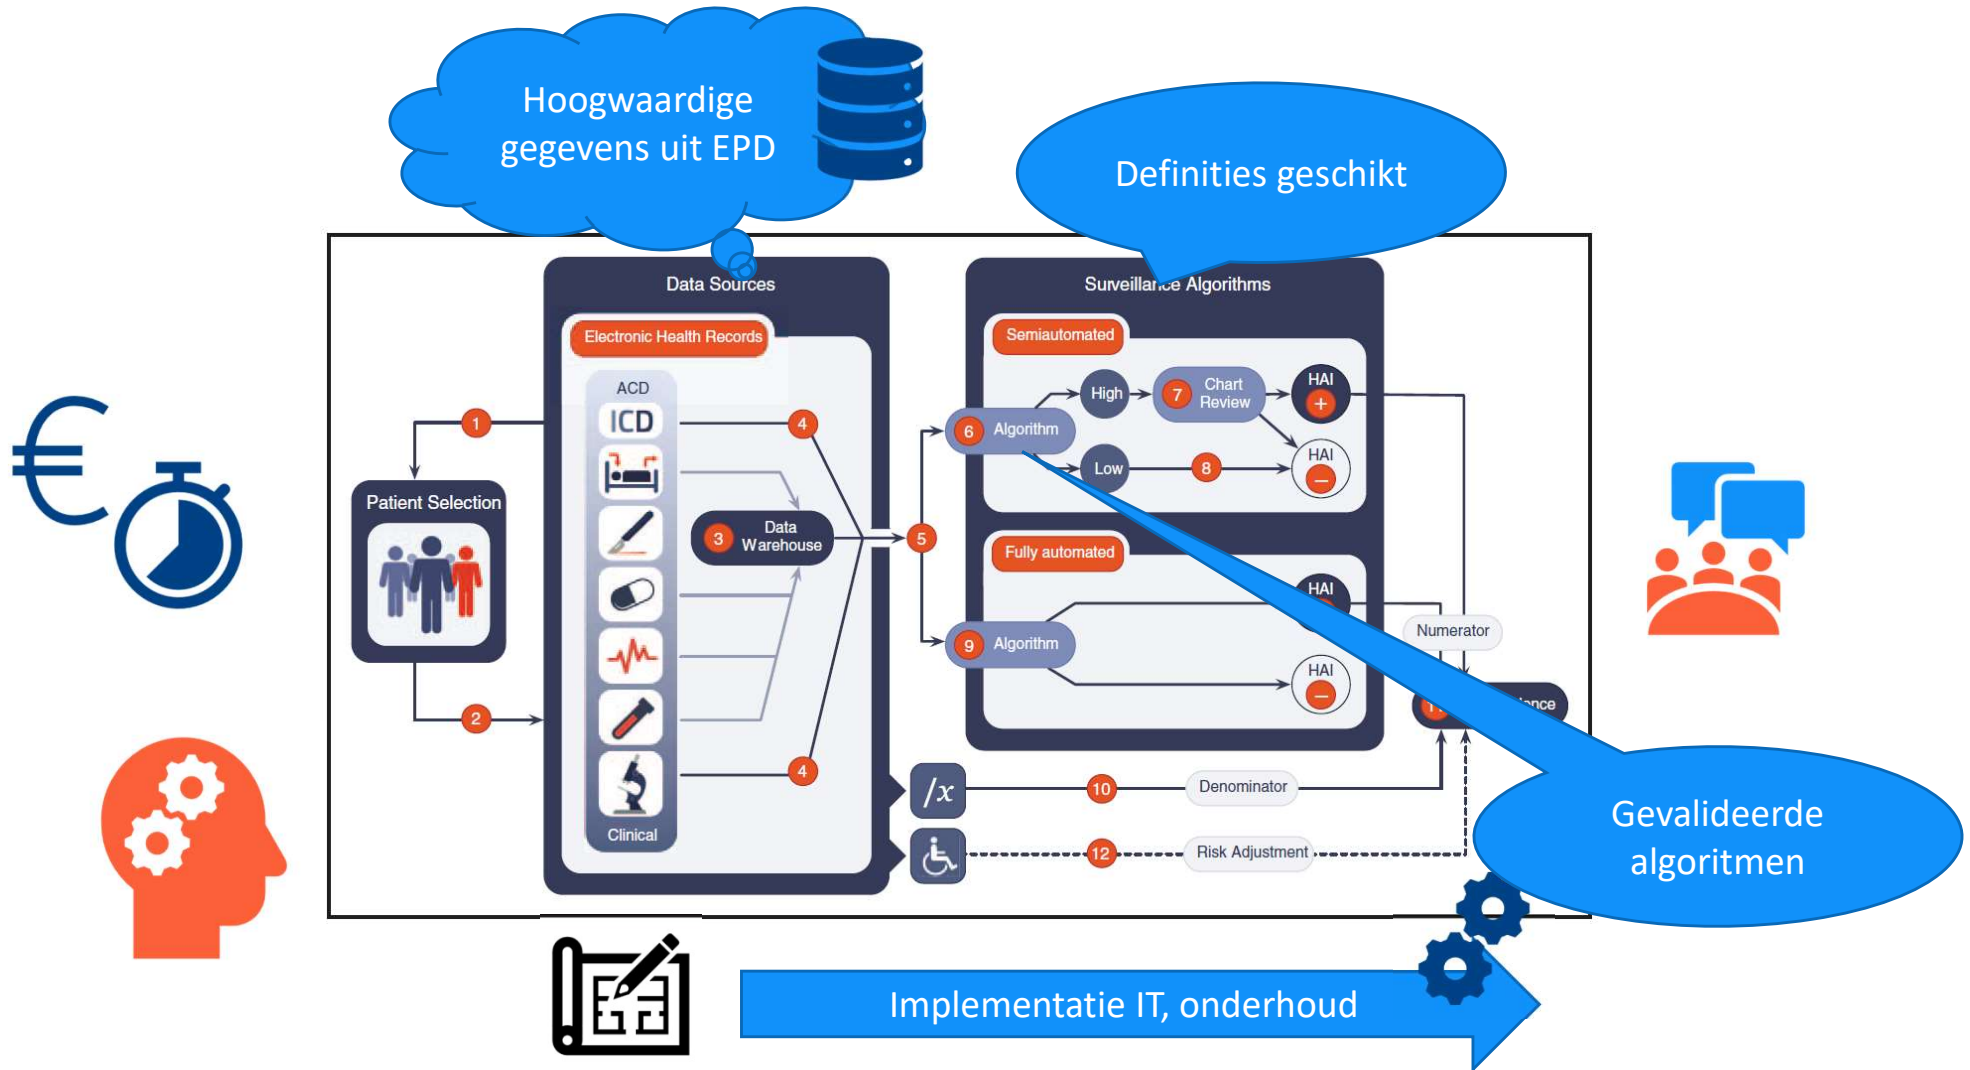 Hoogwaardige
gegevens uit EPD
Definities geschikt
Data Sources
Surveillance Algorithms
Electronic Health Records
Semiautomated
ACD
ICD
High
7
Chart
Review
HAI
+
1
4
6
Algorithm
Low
8
HAI
−
Patient Selection
3
Data
Warehouse
5
Fully automated
HAI
Numerator
9
Algorithm
HAI
−
2
4
/x
10
Denominator
Clinical
12
Risk Adjustment
Gevalideerde
algoritmen
Implementatie IT, onderhoud